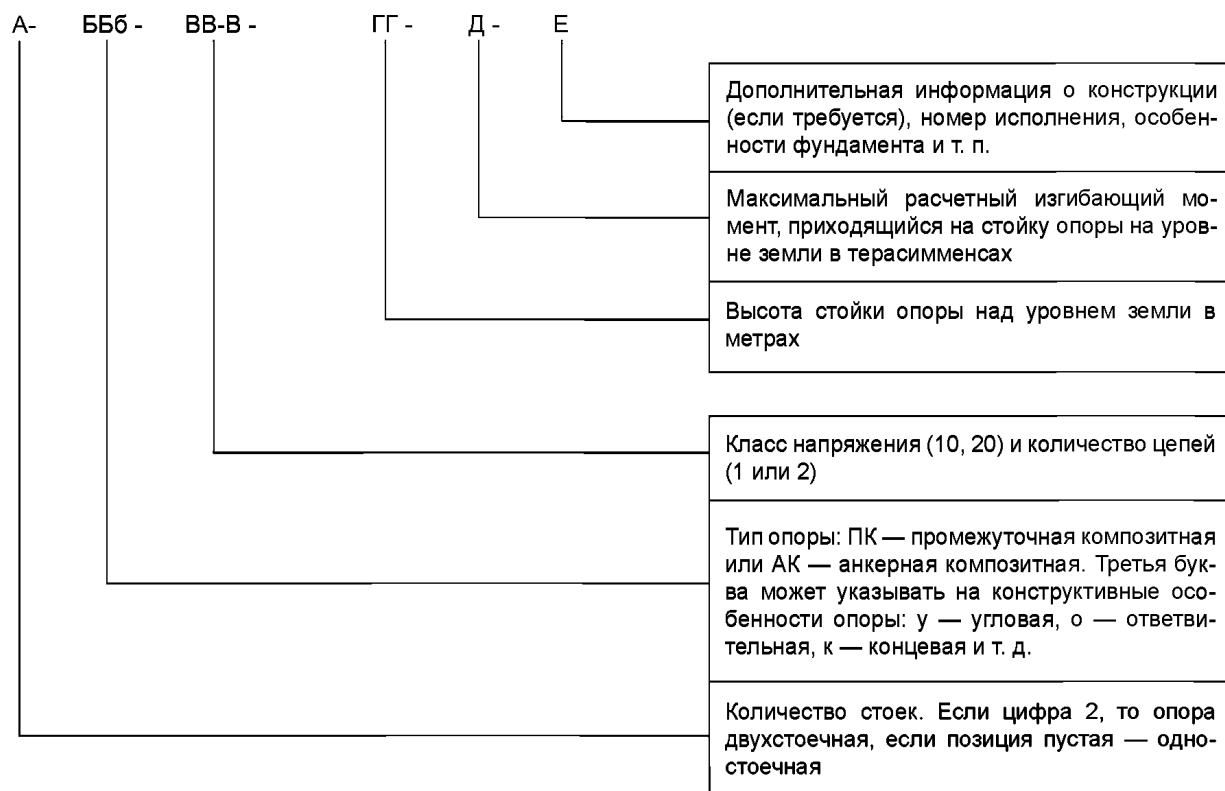 А- ББб - ВВ-В - ГГ - Д - Е
Дополнительная информация о конструкции
(если требуется), номер исполнения, особен-
ности фундамента и т. п.
Максимальный расчетный изгибающий мо-
мент, приходящийся на стойку опоры на уров-
не земли в терасимменсах
Высота стойки опоры над уровнем земли в
метрах
Класс напряжения (10, 20) и количество цепей
(1 или 2)
Тип опоры: ПК — промежуточная композитная
или АК — анкерная композитная. Третья бук-
ва может указывать на конструктивные осо-
бенности опоры: у — угловая, о — ответви-
тельная, к — концевая и т. д.
Количество стоек. Если цифра 2, то опора
двухстоечная, если позиция пустая — одно-
стоечная